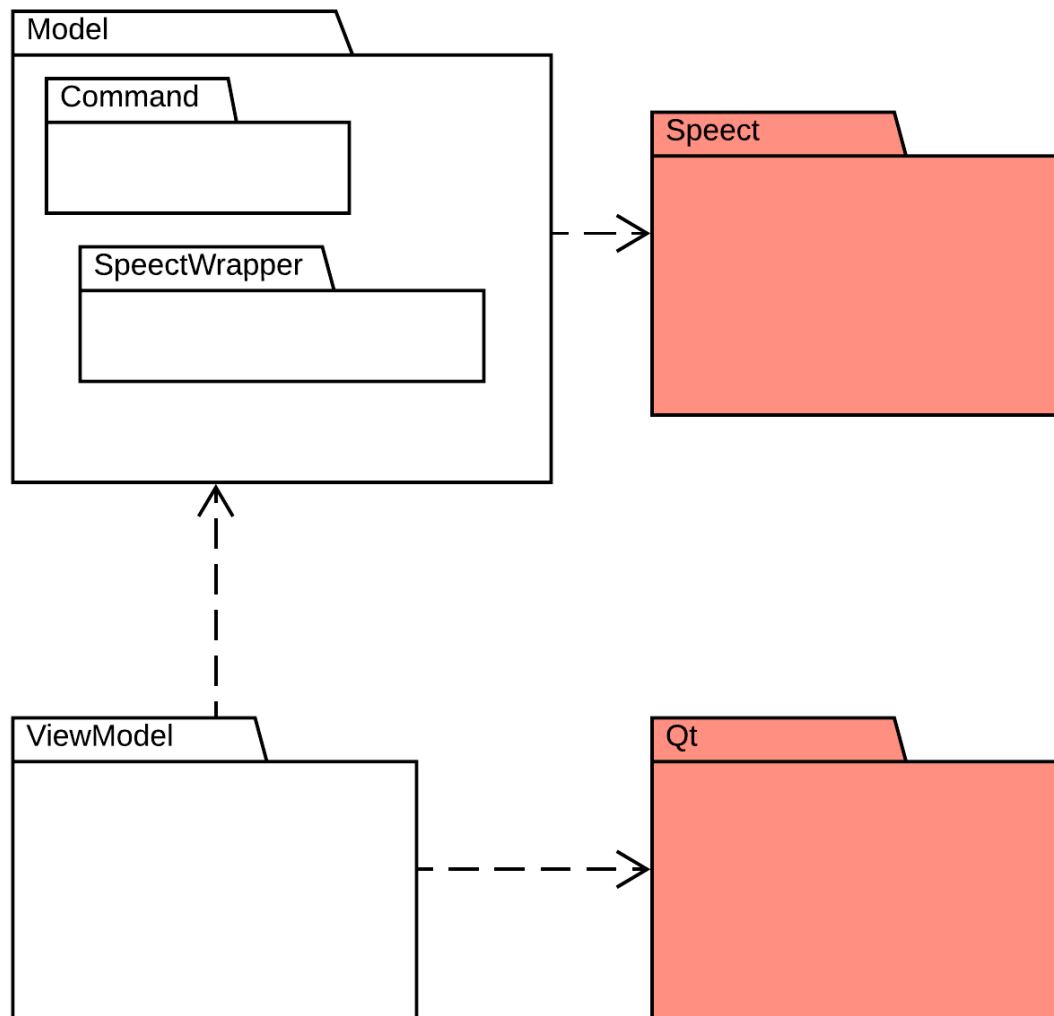 Model
Command
Speect
SpeectWrapper
ViewModel
Qt